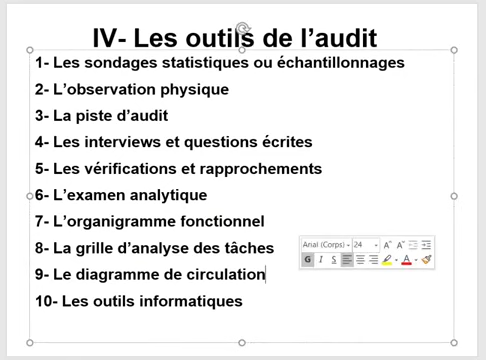 IV- Les outils de l’audit
1- Les sondages statistiques ou échantillonnages
2- L’observation physique
3- La piste d’audit
4- Les interviews et questions écrites
5- Les vérifications et rapprochements
6- L’examen analytique
7- L’organigramme fonctionnel
8- La grille d’analyse des tâches
Arial (Corps) 24 A A
G I S A
9- Le diagramme de circulation
10- Les outils informatiques